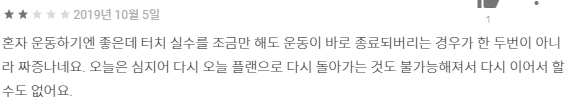 ★★★★★ 2019년 10월 5일
1
혼자 운동하기엔 좋은데 터치 실수를 조금만 해도 운동이 바로 종료되버리는 경우가 한 두번이 아니
라 짜증나네요. 오늘은 심지어 다시 오늘 플랜으로 다시 돌아가는 것도 불가능해져서 다시 이어서 할
수도 없어요.